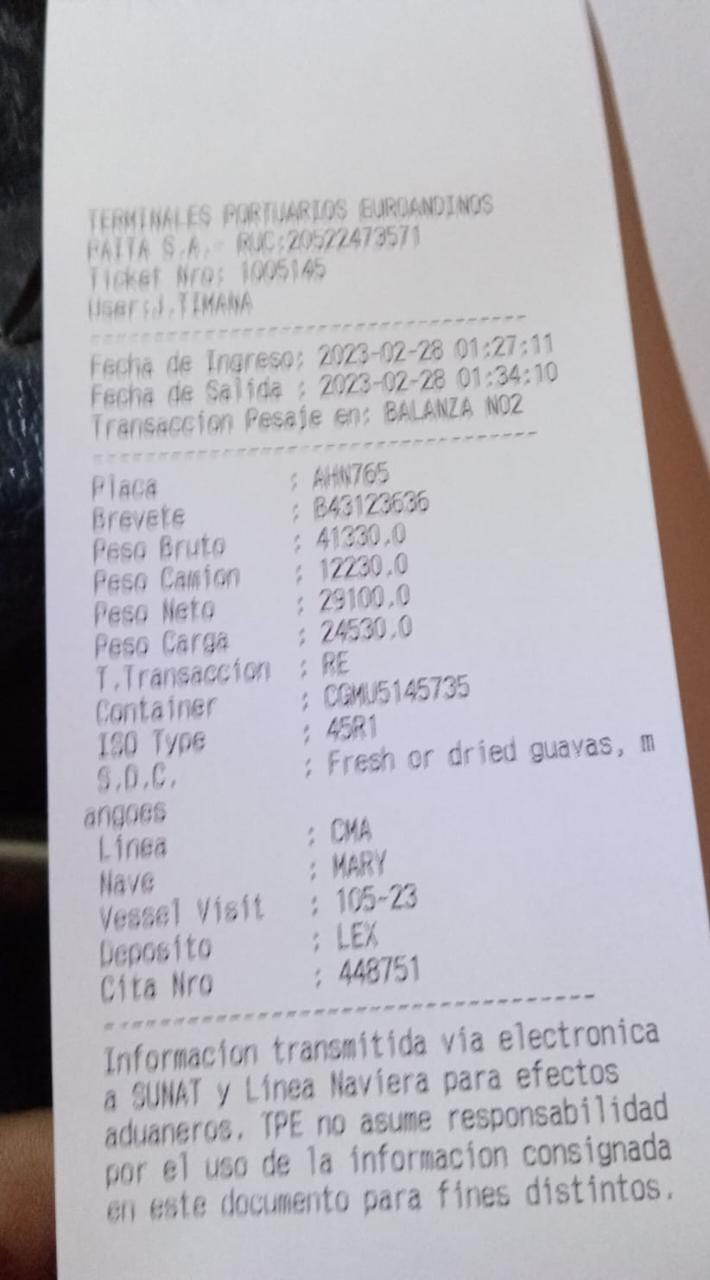 TERMINALES PORTUARIOS EUROANDINOS
PAITA S.A.- RUC:20522473571
Ticket Nro: 1005145
User:J.TIMANA
Fecha de Ingreso: 2023-02-28 01:27:11
Fecha de Salida : 2023-02-28 01:34:10
Transaccion Pesaje en: BALANZA NO2
Placa : AHN765
Brevete : B43123636
Peso Bruto : 41330.0
Peso Camion : 12230.0
Peso Neto : 29100.0
Peso Carga : 24530.0
T.Transaccion : RE
Container : CGMU5145735
ISO Type : 45R1
S.D.C. : Fresh or dried guavas, m
angoes
Linea : CMA
Nave : MARY
Vessel Visit : 105-23
Deposito : LEX
Cita Nro : 448751
Informacion transmitida via electronica
a SUNAT y Linea Naviera para efectos
aduaneros. TPE no asume responsabilidad
por el uso de la informacion consignada
en este documento para fines distintos.